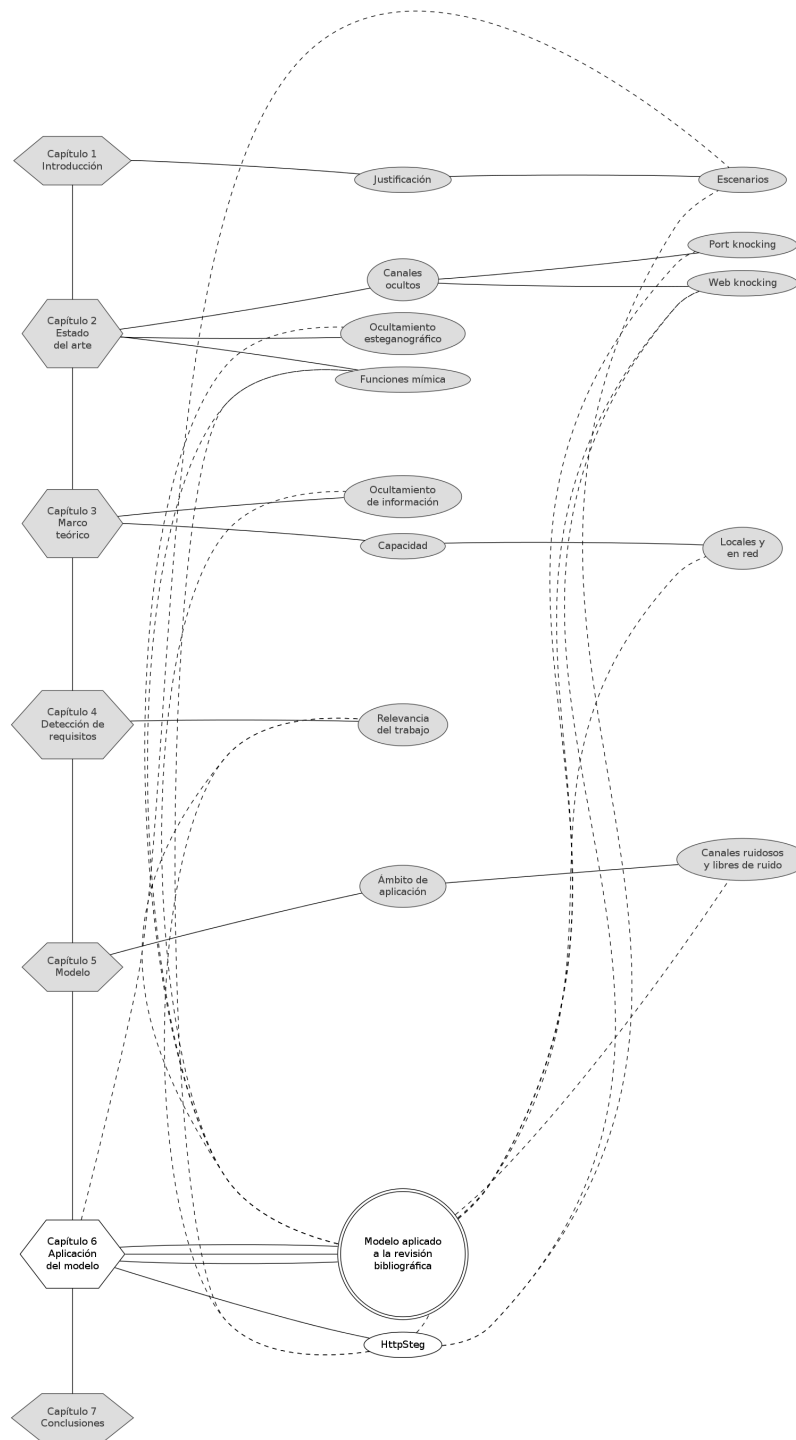 Capítulo 1
Introducción
Justificación
Escenarios
Port knocking
Canales
ocultos
Web knocking
Capítulo 2
Estado
del arte
Ocultamiento
esteganográfico
Funciones mímica
Capítulo 3
Marco
teórico
Ocultamiento
de información
Capacidad
Locales y
en red
Capítulo 4
Detección de
requisitos
Relevancia
del trabajo
Canales ruidosos
y libres de ruido
Ámbito de
aplicación
Capítulo 5
Modelo
Capítulo 6
Aplicación
del modelo
Modelo aplicado
a la revisión
bibliográfica
HttpSteg
Capítulo 7
Conclusiones